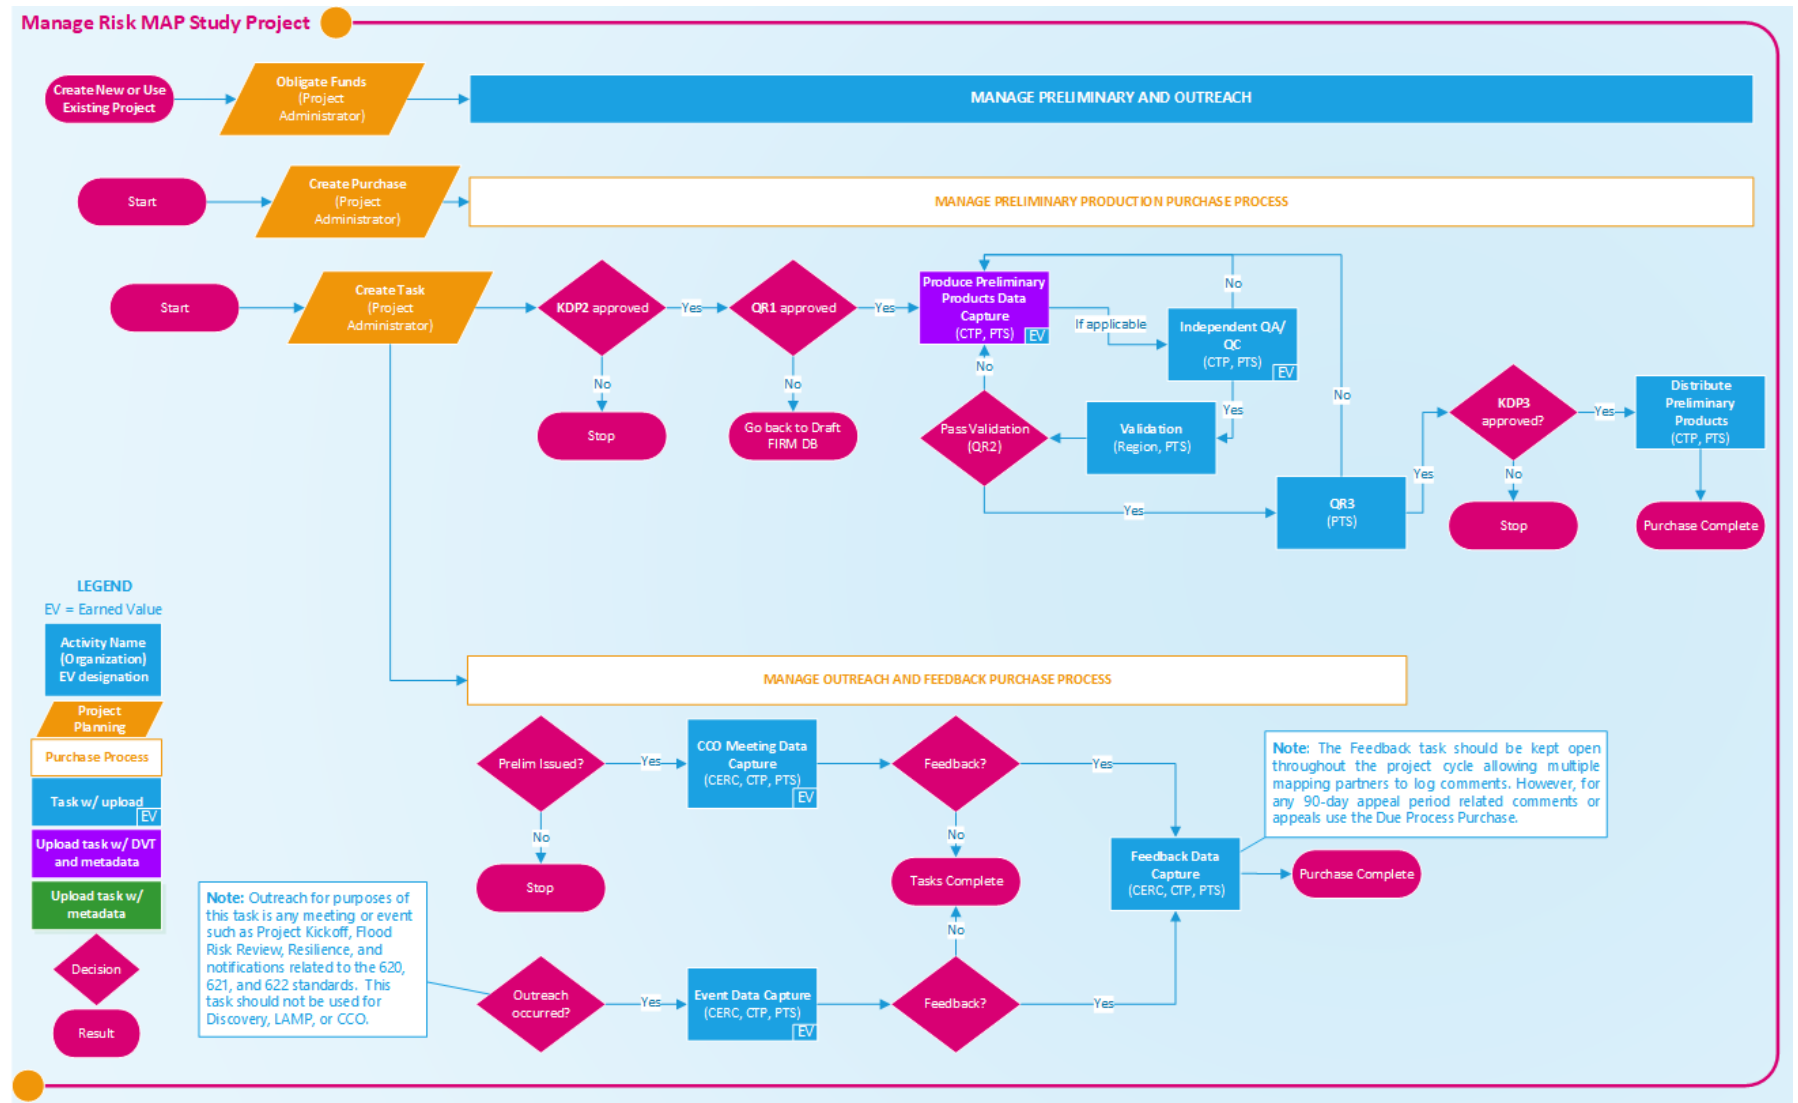 Manage Risk MAP Study Project
Create New or Use
Existing Project
Obligate Funds
(Project
Administrator)
MANAGE PRELIMINARY AND OUTREACH
Start
Create Purchase
(Project
Administrator)
MANAGE PRELIMINARY PRODUCTION PURCHASE PROCESS
Start
Create Task
(Project
Administrator)
KDP2 approved
Yes
QR1 approved
Yes
Produce Preliminary
Products Data
Capture
(CTP, PTS)
EV
If applicable
No
Independent QA/
QC
(CTP, PTS)
EV
No
No
No
No
Yes
Stop
Go back to Draft
FIRM DB
Pass Validation
(QR2)
Validation
(Region, PTS)
KDP3
approved?
Yes
Distribute
Preliminary
Products
(CTP, PTS)
Yes
No
Yes
QR3
(PTS)
Stop
Purchase Complete
LEGEND
EV = Earned Value
Activity Name
(Organization)
EV designation
Project
Planning
Purchase Process
Task w/ upload
EV
Upload task w/ DVT
and metadata
Upload task w/
metadata
Decision
Result
MANAGE OUTREACH AND FEEDBACK PURCHASE PROCESS
Prelim Issued?
Yes
CCO Meeting Data
Capture
(CERC, CTP, PTS)
EV
Feedback?
Yes
Note: The Feedback task should be kept open
throughout the project cycle allowing multiple
mapping partners to log comments. However, for
any 90-day appeal period related comments or
appeals use the Due Process Purchase.
No
No
Stop
Tasks Complete
Feedback Data
Capture
(CERC, CTP, PTS)
Purchase Complete
Note: Outreach for purposes of
this task is any meeting or event
such as Project Kickoff, Flood
Risk Review, Resilience, and
notifications related to the 620,
621, and 622 standards. This
task should not be used for
Discovery, LAMP, or CCO.
No
Outreach
occurred?
Yes
Event Data Capture
(CERC, CTP, PTS)
EV
Feedback?
Yes